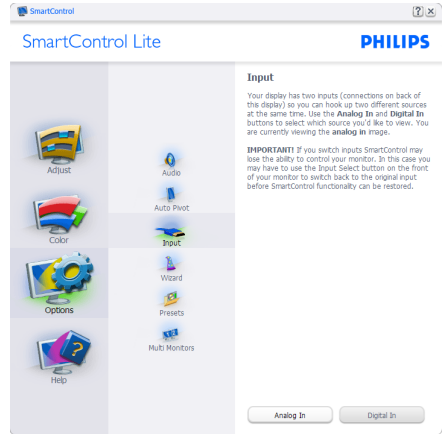 SmartControl
SmartControl Lite
PHILIPS
Adjust
Color
Options
Help
Audio
Auto Pivot
Input
Wizard
Presets
Multi Monitors
Input
Your display has two inputs (connections on back of
this display) so you can hook up two different sources
at the same time. Use the Analog In and Digital In
buttons to select which source you'd like to view. You
are currently viewing the analog in image.
IMPORTANT! If you switch inputs SmartControl may
lose the ability to control your monitor. In this case you
may have to use the Input Select button on the front
of your monitor to switch back to the original input
before SmartControl functionality can be restored.
Analog In
Digital In